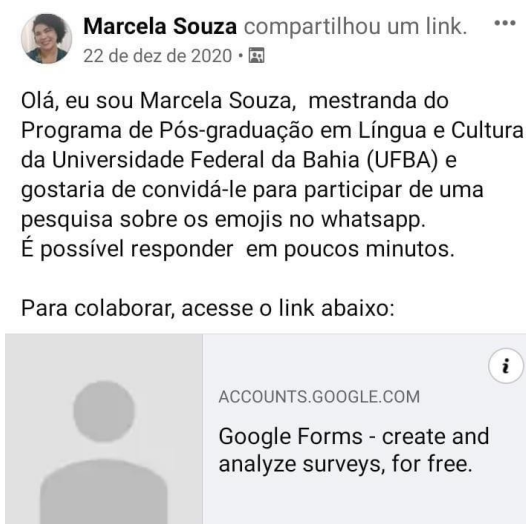 Marcela Souza compartilhou um link.
22 de dez de 2020 •
Olá, eu sou Marcela Souza, mestranda do
Programa de Pós-graduação em Língua e Cultura
da Universidade Federal da Bahia (UFBA) e
gostaria de convidá-le para participar de uma
pesquisa sobre os emojis no whatsapp.
É possível responder em poucos minutos.
Para colaborar, acesse o link abaixo:
ACCOUNTS.GOOGLE.COM
Google Forms - create and
analyze surveys, for free.